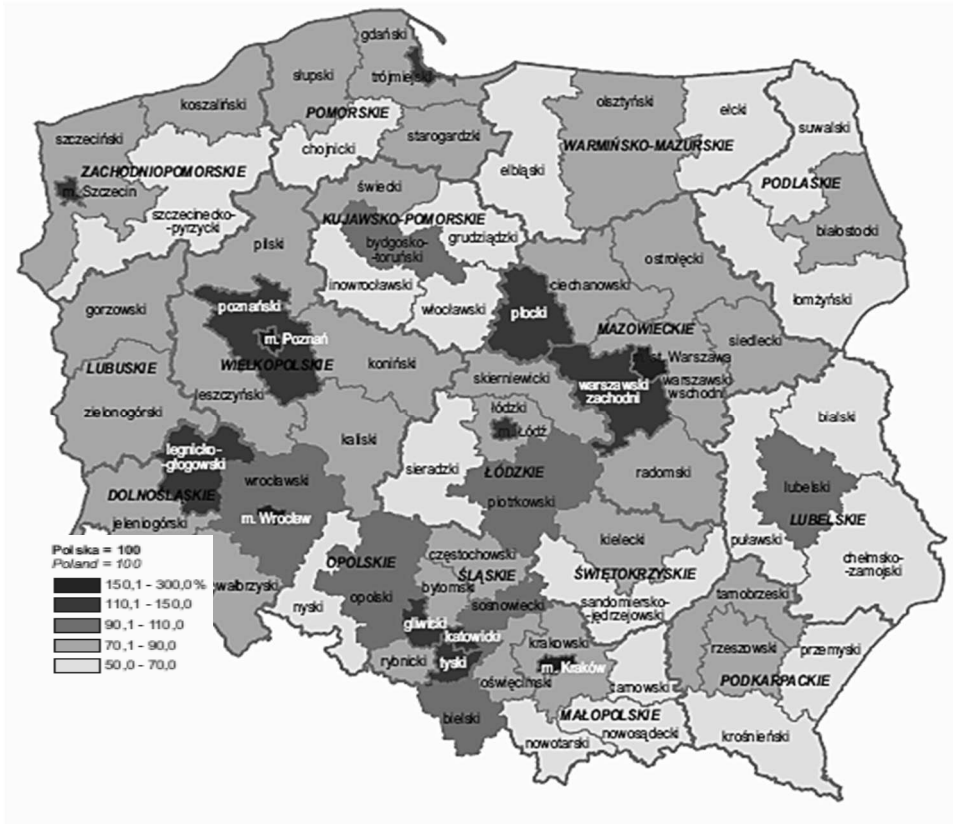 gdański
słupski
trójmiejski
koszaliński
POMORSKIE
olsztyński
ełcki
suwalski
szczeciński
chojnicki
starogardzki
WARMIŃSKO-MAZURSKIE
ZACHODNIOPOMORSKIE
elbląski
PODLASKIE
m. Szczecin
świecki
szczecinecko-
-pyrzycki
KUJAWSKO-POMORSKIE
grudziądzki
białostocki
pilski
bydgosko-
-toruński
ostrołęcki
inowrocławski
ciechanowski
łomżyński
gorzowski
poznański
włocławski
płocki
MAZOWIECKIE
siedlecki
m. Poznań
LUBUSKIE
WIELKOPOLSKIE
koniński
m.st. Warszawa
skierniewicki
warszawski
zachodni
warszawski
wschodni
leszczyński
zielonogórski
łódzki
bialski
m. Łódź
kaliski
legnicko-
-głogowski
sieradzki
ŁÓDZKIE
radomski
wrocławski
lubelski
DOLNOŚLĄSKIE
piotrkowski
m. Wrocław
LUBELSKIE
jeleniogórski
puławski
kielecki
Polska = 100
Poland = 100
częstochowski
chełmsko-
-zamojski
OPOLSKIE
ŚLĄSKIE
ŚWIĘTOKRZYSKIE
150,1 - 300,0%
wałbrzyski
bytomski
tarnobrzeski
110,1 - 150,0
nyski
opolski
sosnowiecki
sandomiersko-
-jędrzejowski
90,1 - 110,0
gliwicki
katowicki
krakowski
rzeszowski
przemyski
70,1 - 90,0
rybnicki
tyski
m. Kraków
50,0 - 70,0
oświęcimski
tarnowski
PODKARPACKIE
bielski
MAŁOPOLSKIE
nowosądecki
krośnieński
nowotarski